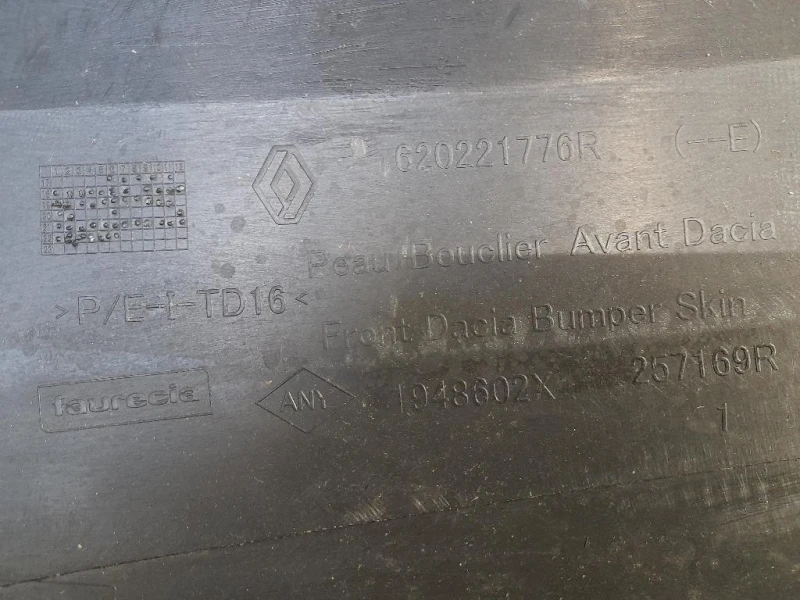 620221776R (--E)
Peau Bouclier Avant Dacia
>P/E-I-TD16<
Front Dacia Bumper Skin
faurecia
ANY
1948602X
257169R
1